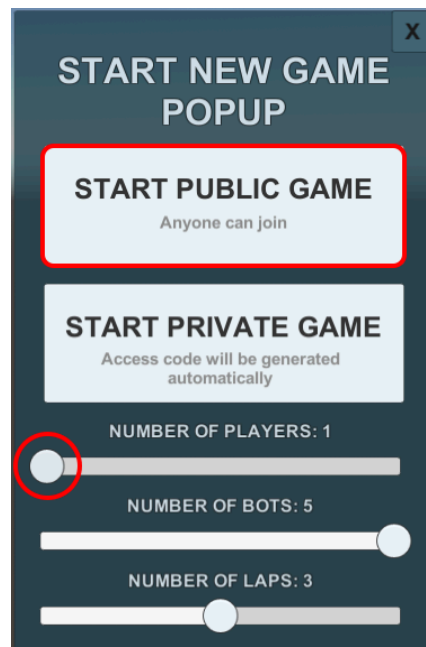 X
START NEW GAME
POPUP
START PUBLIC GAME
Anyone can join
START PRIVATE GAME
Access code will be generated
automatically
NUMBER OF PLAYERS: 1
NUMBER OF BOTS: 5
NUMBER OF LAPS: 3